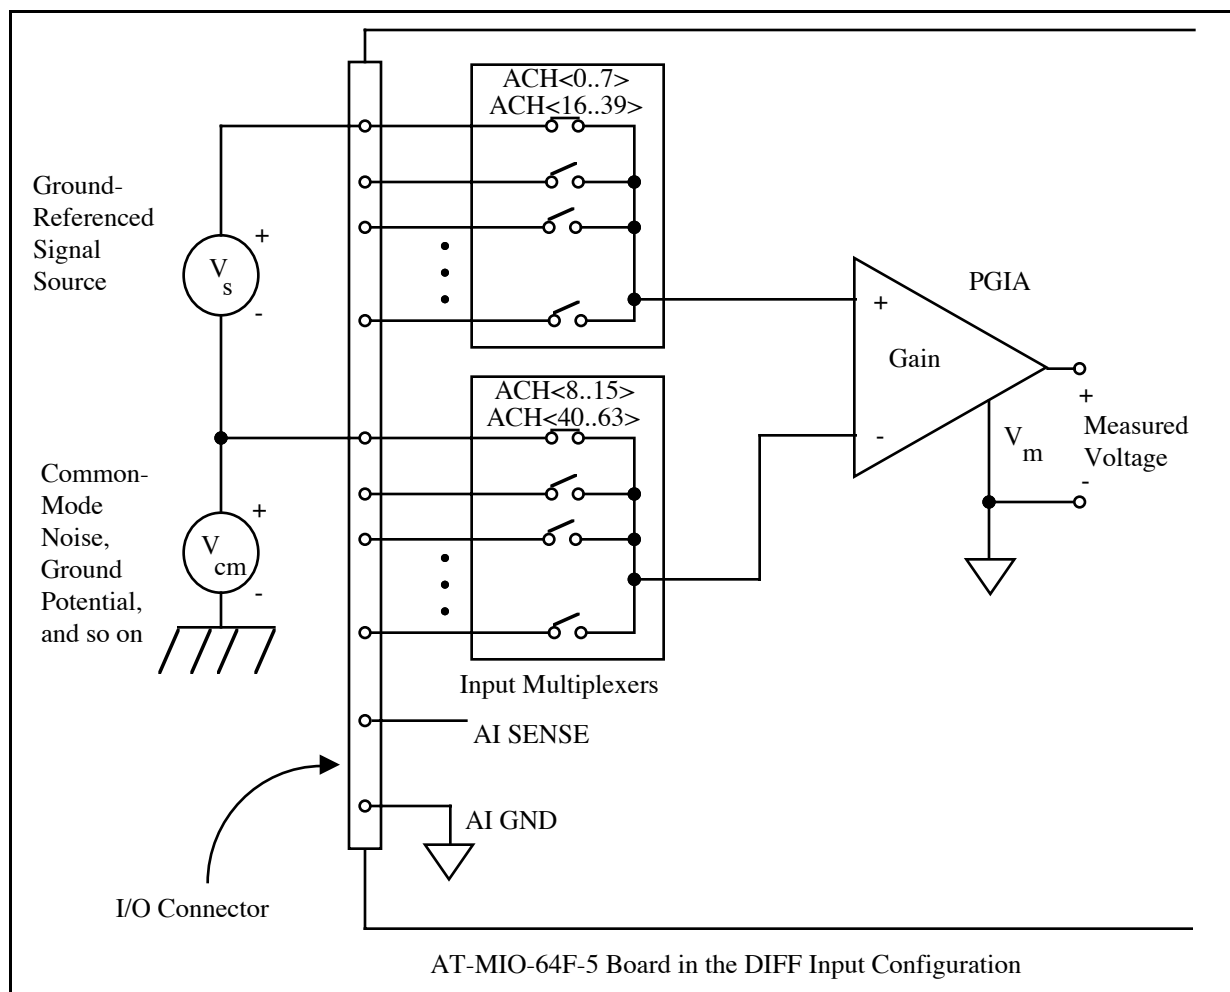 ACH<0..7>
ACH<16..39>
Ground-
Referenced
Signal
Source
+
V
s
-
PGIA
+
Gain
-
+
Measured
Voltage
-
V
m
ACH<8..15>
ACH<40..63>
Common-
Mode
Noise,
Ground
Potential,
and so on
+
V
cm
-
Input Multiplexers
AI SENSE
AI GND
I/O Connector
AT-MIO-64F-5 Board in the DIFF Input Configuration